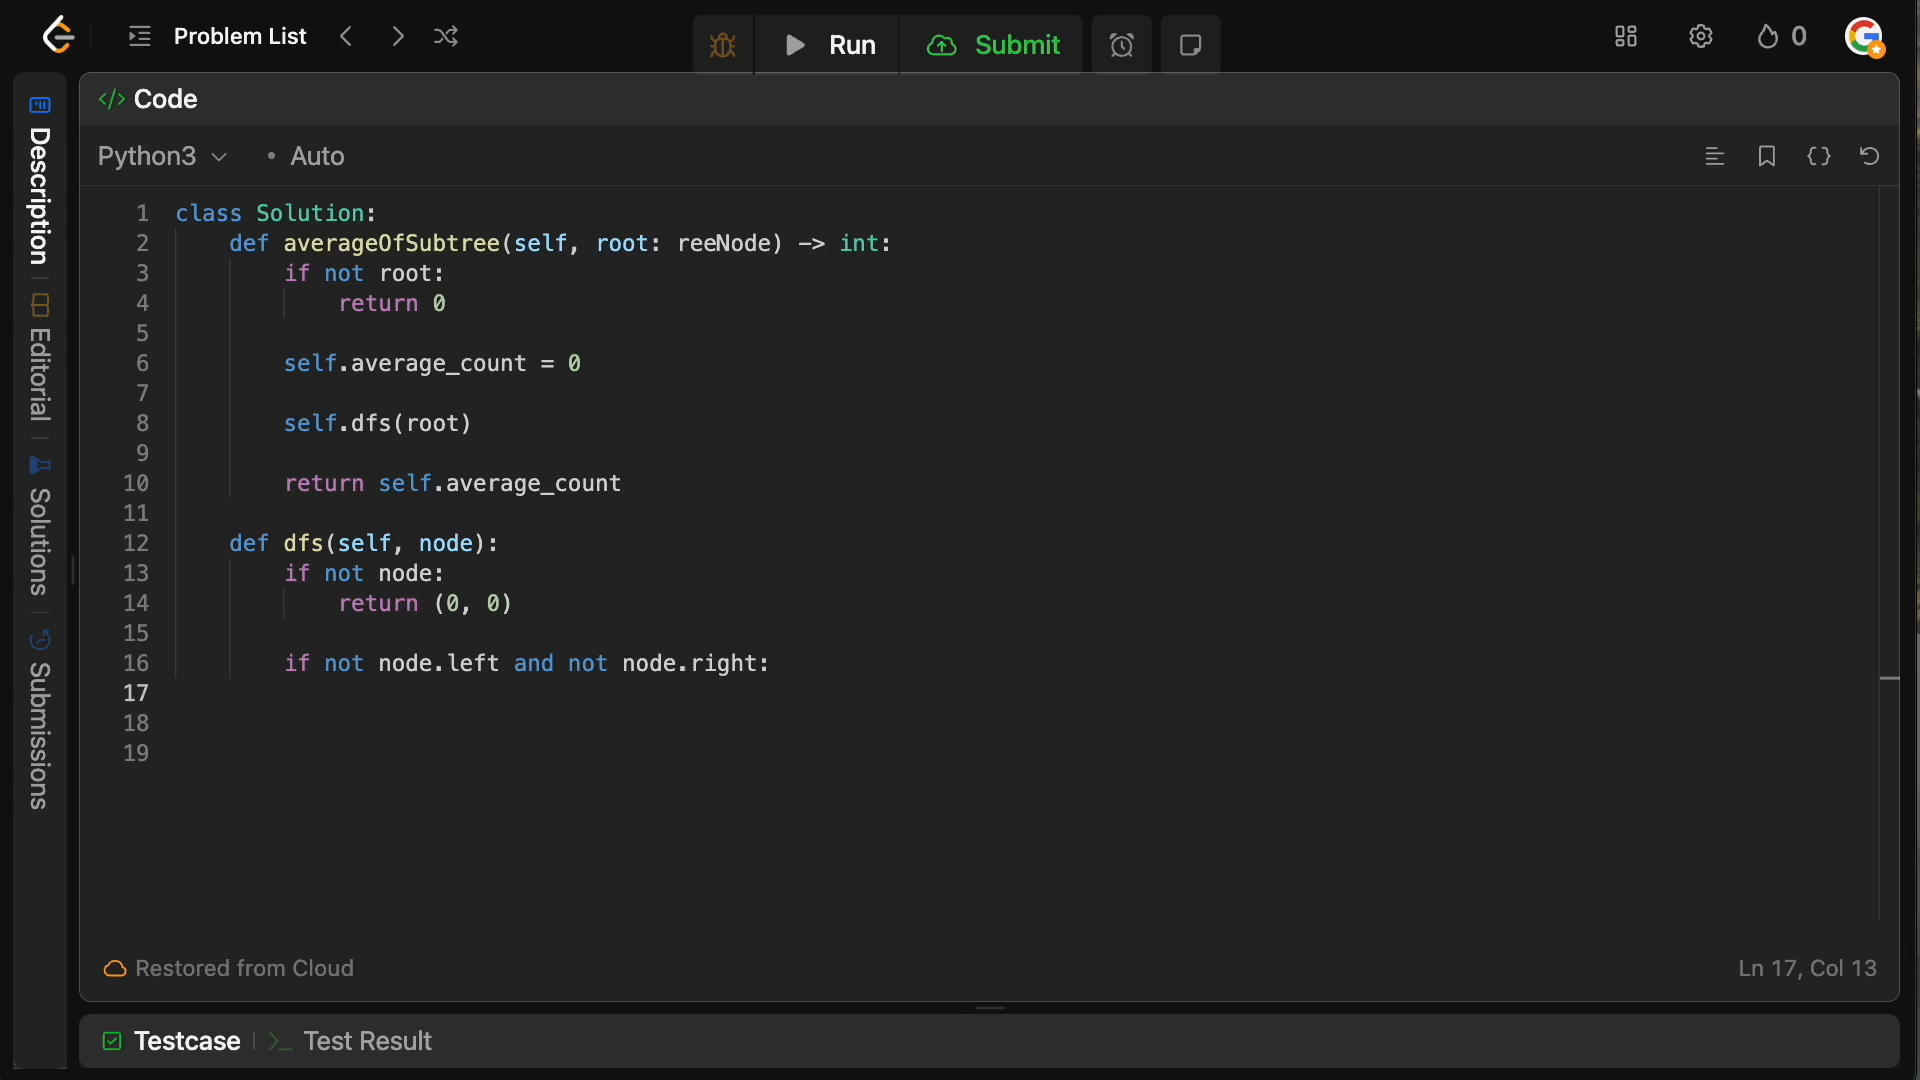 Problem List
Run
Submit
0
Description
Editorial
Solutions
Submissions
</> Code
Python3 • Auto
1 class Solution:
2     def averageOfSubtree(self, root: reeNode) -> int:
3         if not root:
4             return 0
5
6         self.average_count = 0
7
8         self.dfs(root)
9
10         return self.average_count
11
12     def dfs(self, node):
13         if not node:
14             return (0, 0)
15
16         if not node.left and not node.right:
17
18
19
Restored from Cloud
Ln 17, Col 13
Testcase
>_ Test Result